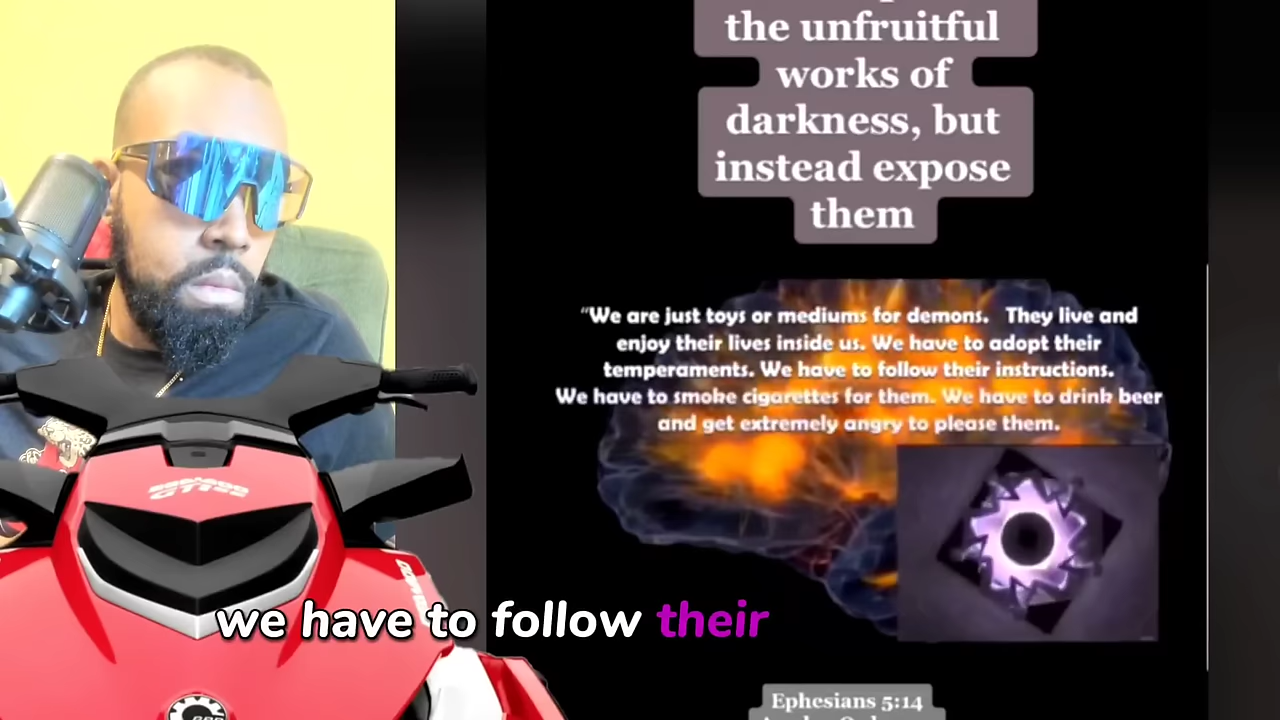 the unfruitful
works of
darkness, but
instead expose
them
"We are just toys or mediums for demons. They live and
enjoy their lives inside us. We have to adopt their
temperaments. We have to follow their instructions.
We have to smoke cigarettes for them. We have to drink beer
and get extremely angry to please them.
we have to follow their
Ephesians 5:14